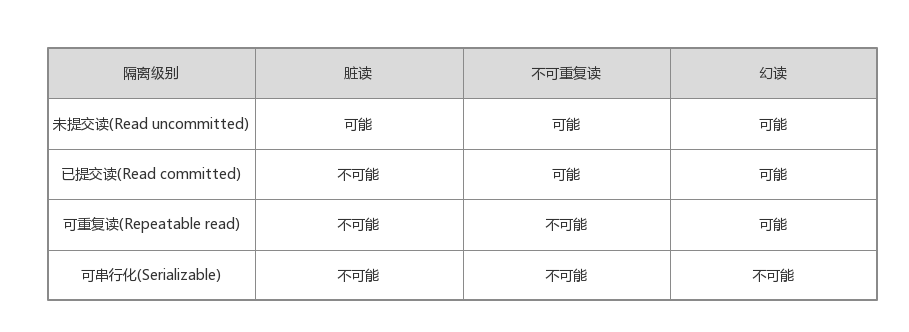 隔离级别 脏读 不可重复读 幻读
未提交读(Read uncommitted) 可能 可能 可能
已提交读(Read committed) 不可能 可能 可能
可重复读(Repeatable read) 不可能 不可能 可能
可串行化(Serializable) 不可能 不可能 不可能